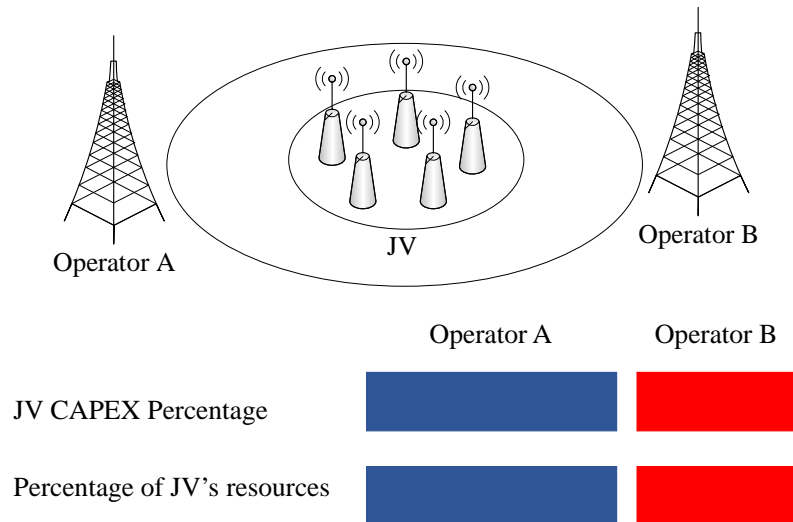 Operator A
JV
Operator B
Operator A Operator B
JV CAPEX Percentage
Percentage of JV’s resources